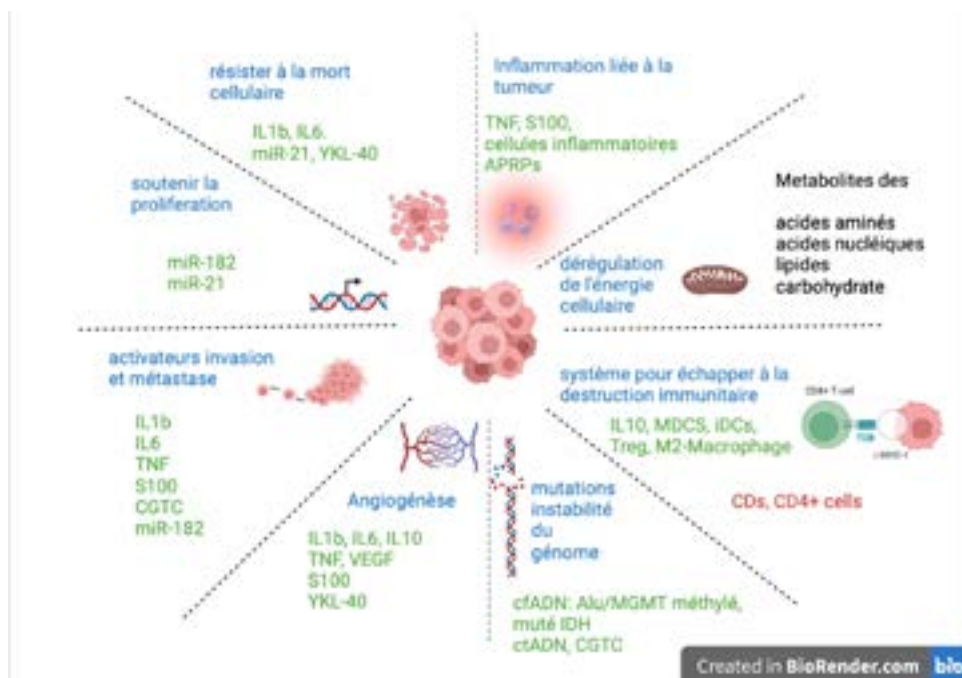 résister à la mort
cellulaire
IL1b, IL6.
miR-21, YKL-40
Inflammation liée à la
tumeur
TNF, S100,
cellules inflammatoires
APRPs
soutenir la
proliferation
miR-182
miR-21
Metabolites des
acides aminés
acides nucléiques
lipides
carbohydrate
dérégulation
de l'énergie
cellulaire
activateurs invasion
et métastase
IL1b
IL6
TNF
S100
CGTC
miR-182
système pour échapper à la
destruction immunitaire
CD4+ T-cell
IL10, MDCS, iDCs,
Treg, M2-Macrophage
CDs, CD4+ cells
Angiogénèse
IL1b, IL6, IL10
TNF, VEGF
S100
YKL-40
mutations
instabilité
du
génome
cfADN: Alu/MGMT méthylé,
muté IDH
ctADN, CGTC
Created in BioRender.com bio